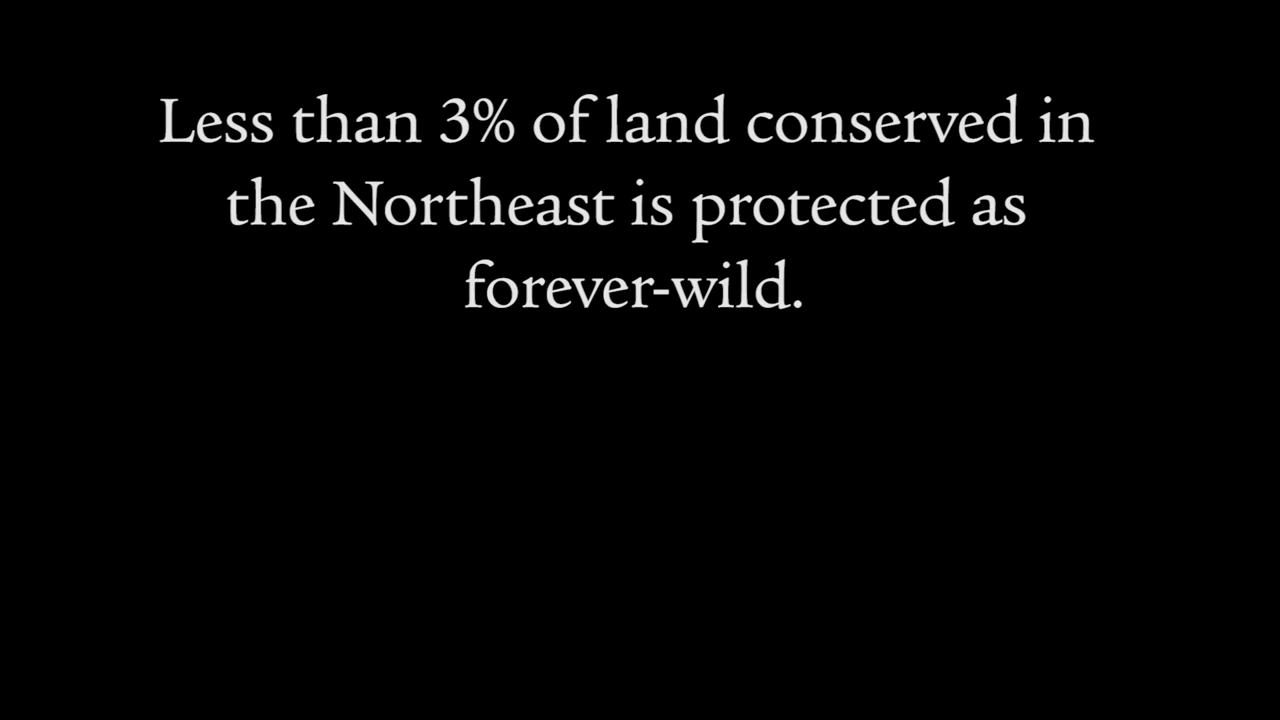 Less than 3% of land conserved in
the Northeast is protected as
forever-wild.